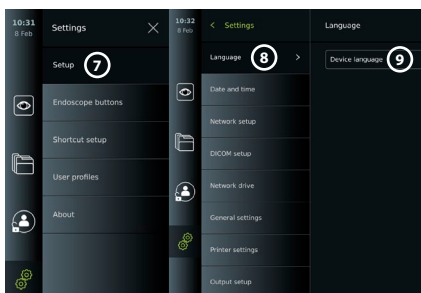 10:31
8 Feb
Settings
Setup
7
Endoscope buttons
Shortcut setup
User profiles
About
10:32
8 Feb
< Settings
Language
8
>
Date and time
Network setup
DICOM setup
Network drive
General settings
Printer settings
Output setup
Language
Device language
9